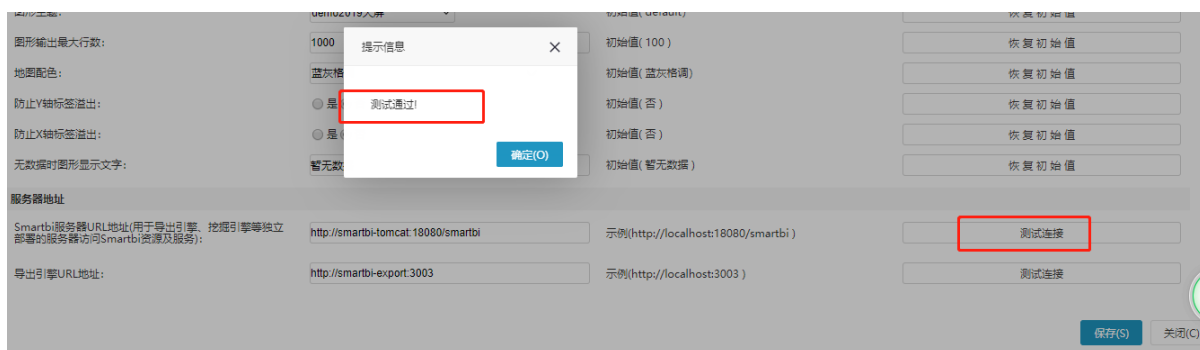 图形主题: demo2019大屏 初始值( default) 恢 复 初 始 值
图形输出最大行数: 1000 初始值( 100 ) 恢 复 初 始 值
提示信息
地图配色: 蓝灰格 初始值( 蓝灰格调) 恢 复 初 始 值
防止Y轴标签溢出: 是 初始值( 否 ) 恢 复 初 始 值
测试通过!
防止X轴标签溢出: 是 初始值( 否 ) 恢 复 初 始 值
确定(O)
无数据时图形显示文字: 暂无数 初始值( 暂无数据 ) 恢 复 初 始 值
服务器地址
Smartbi服务器URL地址(用于导出引擎、挖掘引擎等独立
部署的服务器访问Smartbi资源及服务): http://smartbi-tomcat:18080/smartbi 示例(http://localhost:18080/smartbi ) 测试连接
导出引擎URL地址: http://smartbi-export:3003 示例(http://localhost:3003 ) 测试连接
保存(S) 关闭(C)